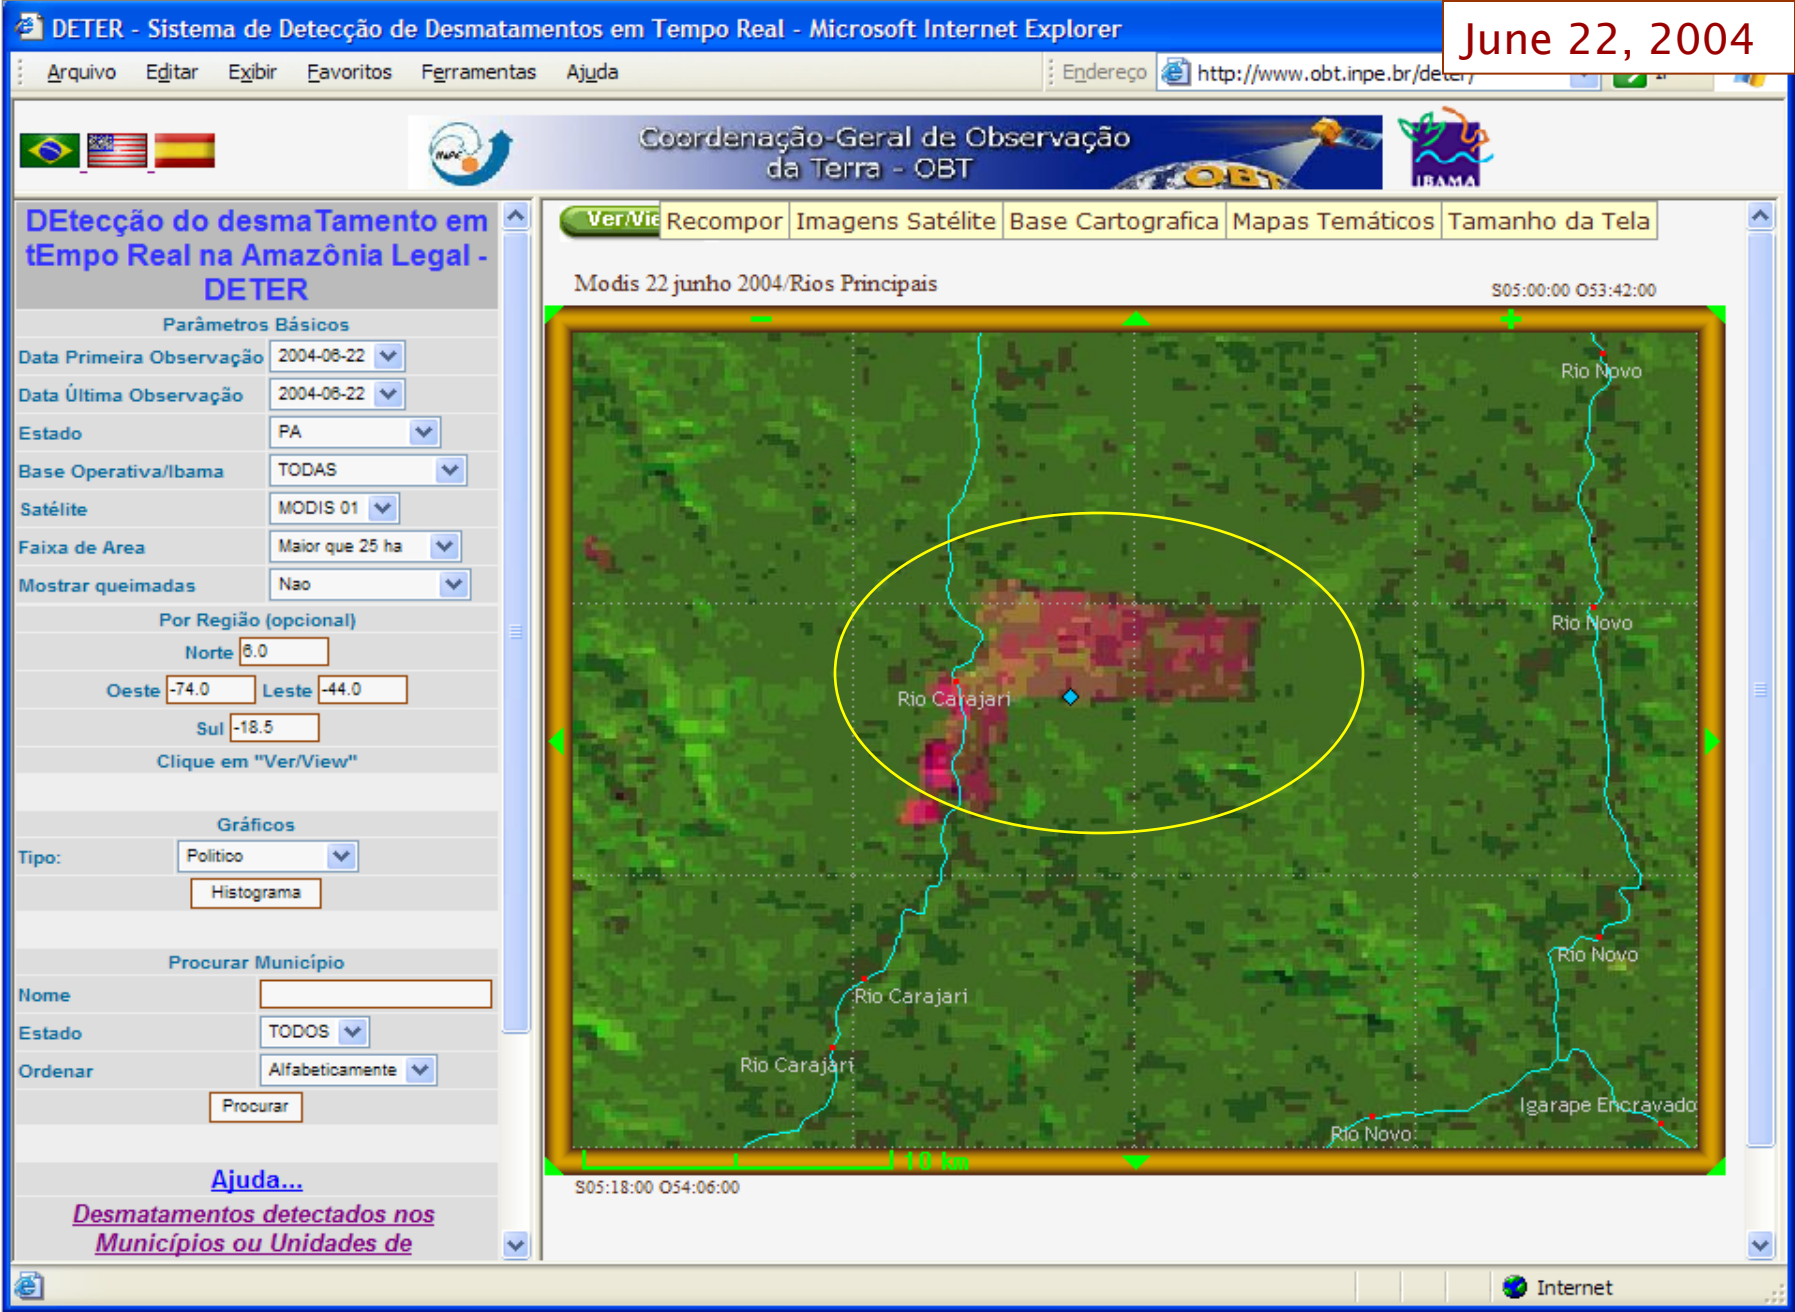 DETER - Sistema de Detecção de Desmatamentos em Tempo Real - Microsoft Internet Explorer
June 22, 2004
Arquivo Editar Exibir Favoritos Ferramentas Ajuda
Endereço http://www.obt.inpe.br/deter/
INPE
Coordenação-Geral de Observação
da Terra - OBT
OBT
IBAMA
DEtecção do desmaTamento em
tEmpo Real na Amazônia Legal -
DETER
Parâmetros Básicos
Data Primeira Observação 2004-06-22
Data Última Observação 2004-06-22
Estado PA
Base Operativa/Ibama TODAS
Satélite MODIS 01
Faixa de Area Maior que 25 ha
Mostrar queimadas Nao
Por Região (opcional)
Norte 6.0
Oeste -74.0 Leste -44.0
Sul -18.5
Clique em "Ver/View"
Gráficos
Tipo: Politico
Histograma
Procurar Município
Nome
Estado TODOS
Ordenar Alfabeticamente
Procurar
Ajuda...
Desmatamentos detectados nos
Municípios ou Unidades de
Ver/Vie Recompor Imagens Satélite Base Cartografica Mapas Temáticos Tamanho da Tela
Modis 22 junho 2004/Rios Principais
S05:00:00 O53:42:00
Rio Novo
Rio Novo
Rio Carajari
Rio Novo
Rio Carajari
Rio Carajari
Igarape Encravado
Rio Novo
10 km
S05:18:00 O54:06:00
Internet